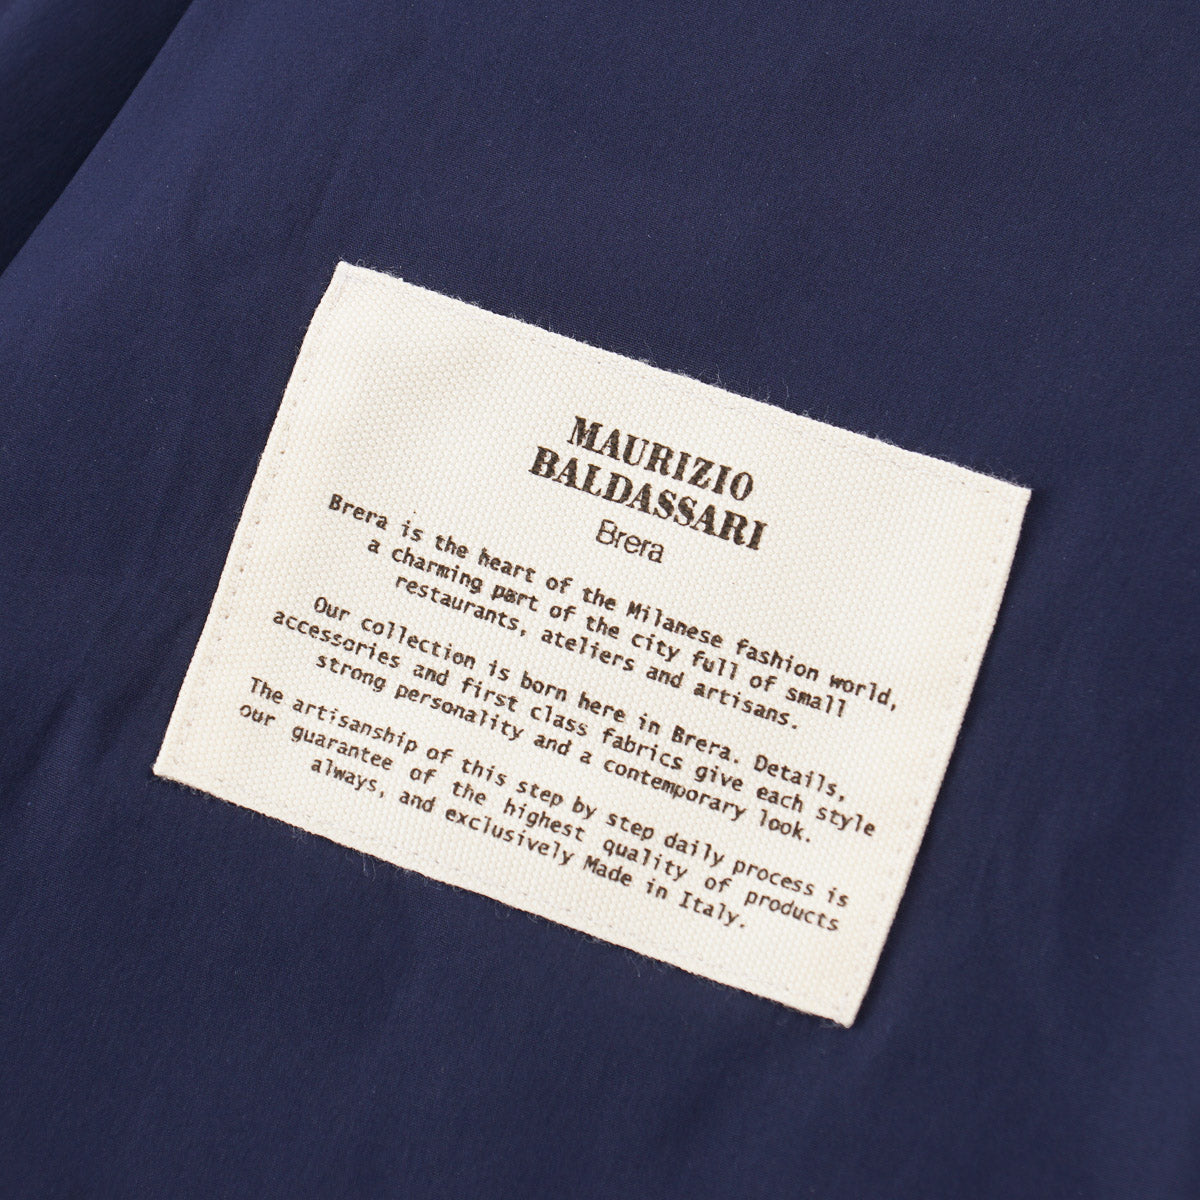 MAURIZIO
BALDASSARI
Brera
Brera is the heart of the Milanese fashion world,
a charming part of the city full of small
restaurants, ateliers and artisans.
Our collection is born here in Brera. Details,
accessories and first class fabrics give each style
strong personality and a contemporary look.
The artisanship of this step by step daily process is
our guarantee of the highest quality of products
always, and exclusively Made in Italy.